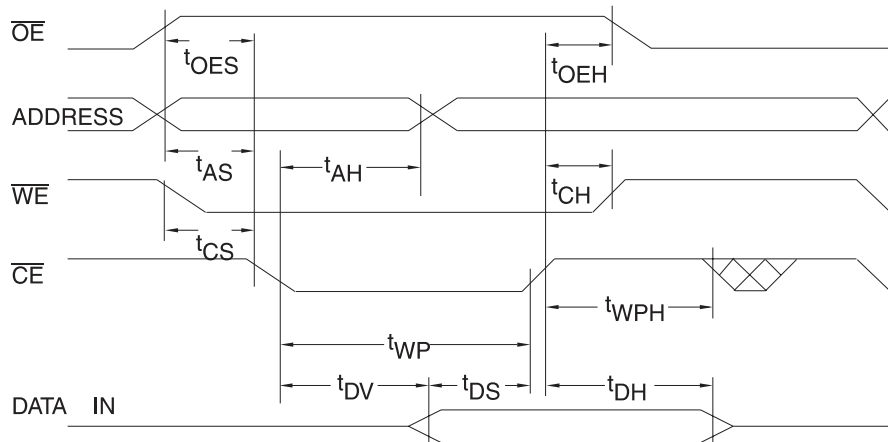 OE
tOES
tOEH
ADDRESS
tAS
tAH
tCH
WE
tCS
CE
tWPH
tWP
tDV
tDS
tDH
DATA IN